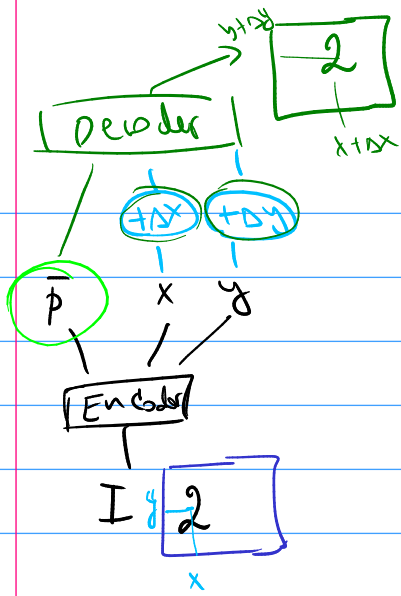 y+Δy
2
x+Δx
Decoder
+Δx +Δy
p̅ x y
Encoder
I y 2
x